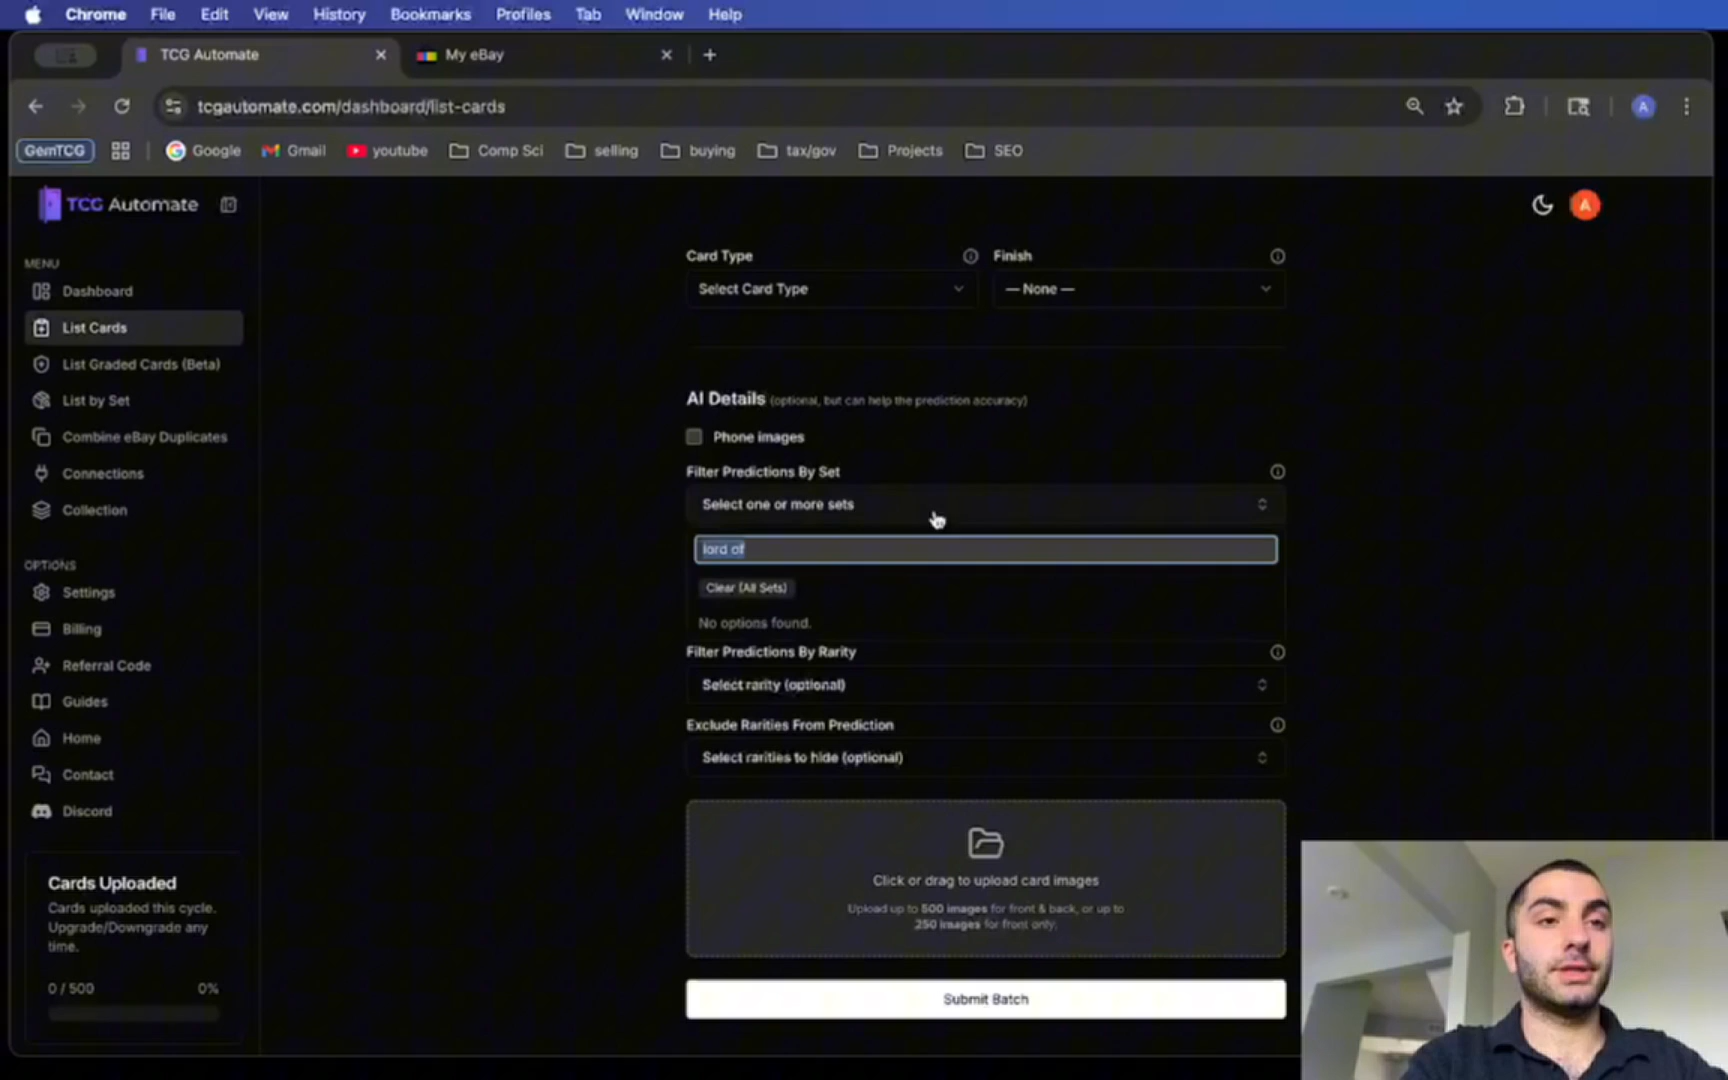 Chrome File Edit View History Bookmarks Profiles Tab Window Help
TCG Automate
My eBay
tcgautomate.com/dashboard/list-cards
A
GemTCG
Google
Gmail
youtube
Comp Sci
selling
buying
tax/gov
Projects
SEO
TCG Automate
A
MENU
Dashboard
List Cards
List Graded Cards (Beta)
List by Set
Combine eBay Duplicates
Connections
Collection
OPTIONS
Settings
Billing
Referral Code
Guides
Home
Contact
Discord
Cards Uploaded
Cards uploaded this cycle.
Upgrade/Downgrade any
time.
0 / 500 0%
Card Type
Select Card Type
Finish
— None —
AI Details (optional, but can help the prediction accuracy)
Phone images
Filter Predictions By Set
Select one or more sets
lord of
Clear (All Sets)
No options found.
Filter Predictions By Rarity
Select rarity (optional)
Exclude Rarities From Prediction
Select rarities to hide (optional)
Click or drag to upload card images
Upload up to 500 images for front & back, or up to
250 images for front only.
Submit Batch